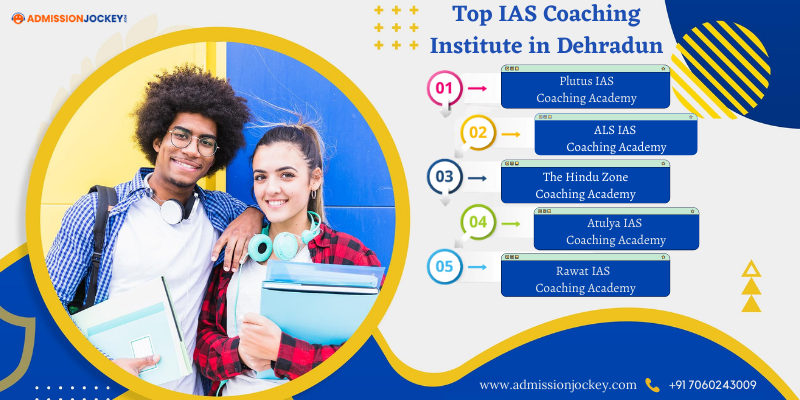 ADMISSIONJOCKEY
Top IAS Coaching
Institute in Dehradun
01
Plutus IAS
Coaching Academy
02
ALS IAS
Coaching Academy
03
The Hindu Zone
Coaching Academy
04
Atulya IAS
Coaching Academy
05
Rawat IAS
Coaching Academy
www.admissionjockey.com
+91 7060243009